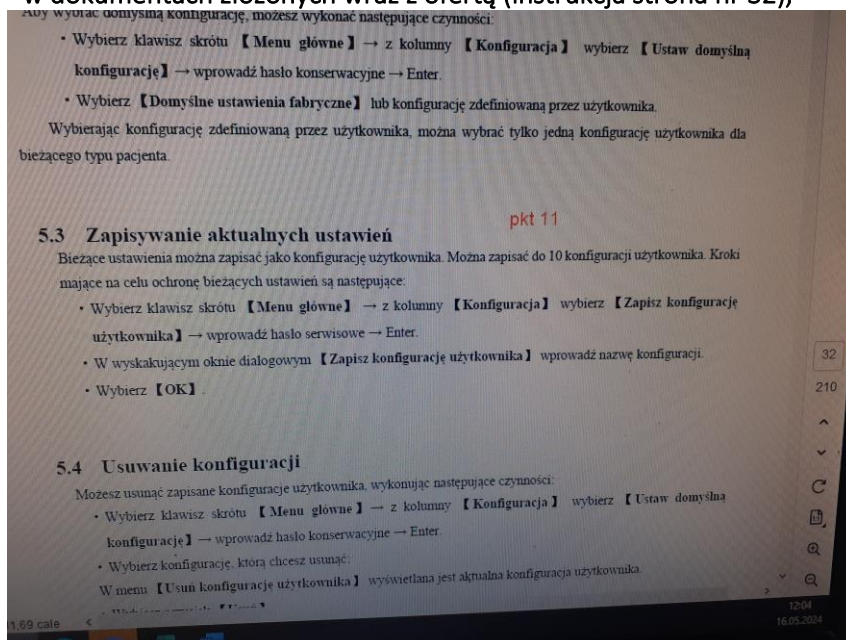 w dokumentach złożonych wraz z ofertą (instrukcja strona nr 32),
Aby wybrać domyślną konfigurację, możesz wykonać następujące czynności:
• Wybierz klawisz skrótu 【Menu główne】 → z kolumny 【Konfiguracja】 wybierz 【Ustaw domyślną
konfigurację】 → wprowadź hasło konserwacyjne → Enter.
• Wybierz 【Domyślne ustawienia fabryczne】 lub konfigurację zdefiniowaną przez użytkownika.
Wybierając konfigurację zdefiniowaną przez użytkownika, można wybrać tylko jedną konfigurację użytkownika dla
bieżącego typu pacjenta.
pkt 11
5.3 Zapisywanie aktualnych ustawień
Bieżące ustawienia można zapisać jako konfigurację użytkownika. Można zapisać do 10 konfiguracji użytkownika. Kroki
mające na celu ochronę bieżących ustawień są następujące:
• Wybierz klawisz skrótu 【Menu główne】 → z kolumny 【Konfiguracja】 wybierz 【Zapisz konfigurację
użytkownika】 → wprowadź hasło serwisowe → Enter.
• W wyskakującym oknie dialogowym 【Zapisz konfigurację użytkownika】 wprowadź nazwę konfiguracji.
• Wybierz 【OK】.
32
210
5.4 Usuwanie konfiguracji
Możesz usunąć zapisane konfiguracje użytkownika, wykonując następujące czynności:
• Wybierz klawisz skrótu 【Menu główne】 → z kolumny 【Konfiguracja】 wybierz 【Ustaw domyślną
konfigurację】 → wprowadź hasło konserwacyjne → Enter.
• Wybierz konfigurację, którą chcesz usunąć:
W menu 【Usuń konfigurację użytkownika】 wyświetlana jest aktualna konfiguracja użytkownika.
1,69 cale
12:04
16.05.2024